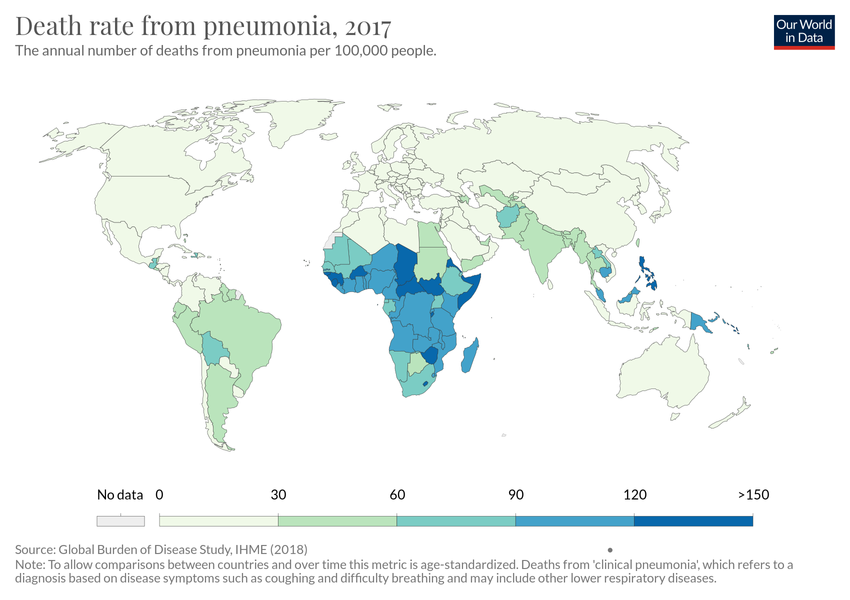 Death rate from pneumonia, 2017
The annual number of deaths from pneumonia per 100,000 people.
Our World
in Data
No data 0 30 60 90 120 >150
Source: Global Burden of Disease Study, IHME (2018)
Note: To allow comparisons between countries and over time this metric is age-standardized. Deaths from 'clinical pneumonia', which refers to a
diagnosis based on disease symptoms such as coughing and difficulty breathing and may include other lower respiratory diseases.